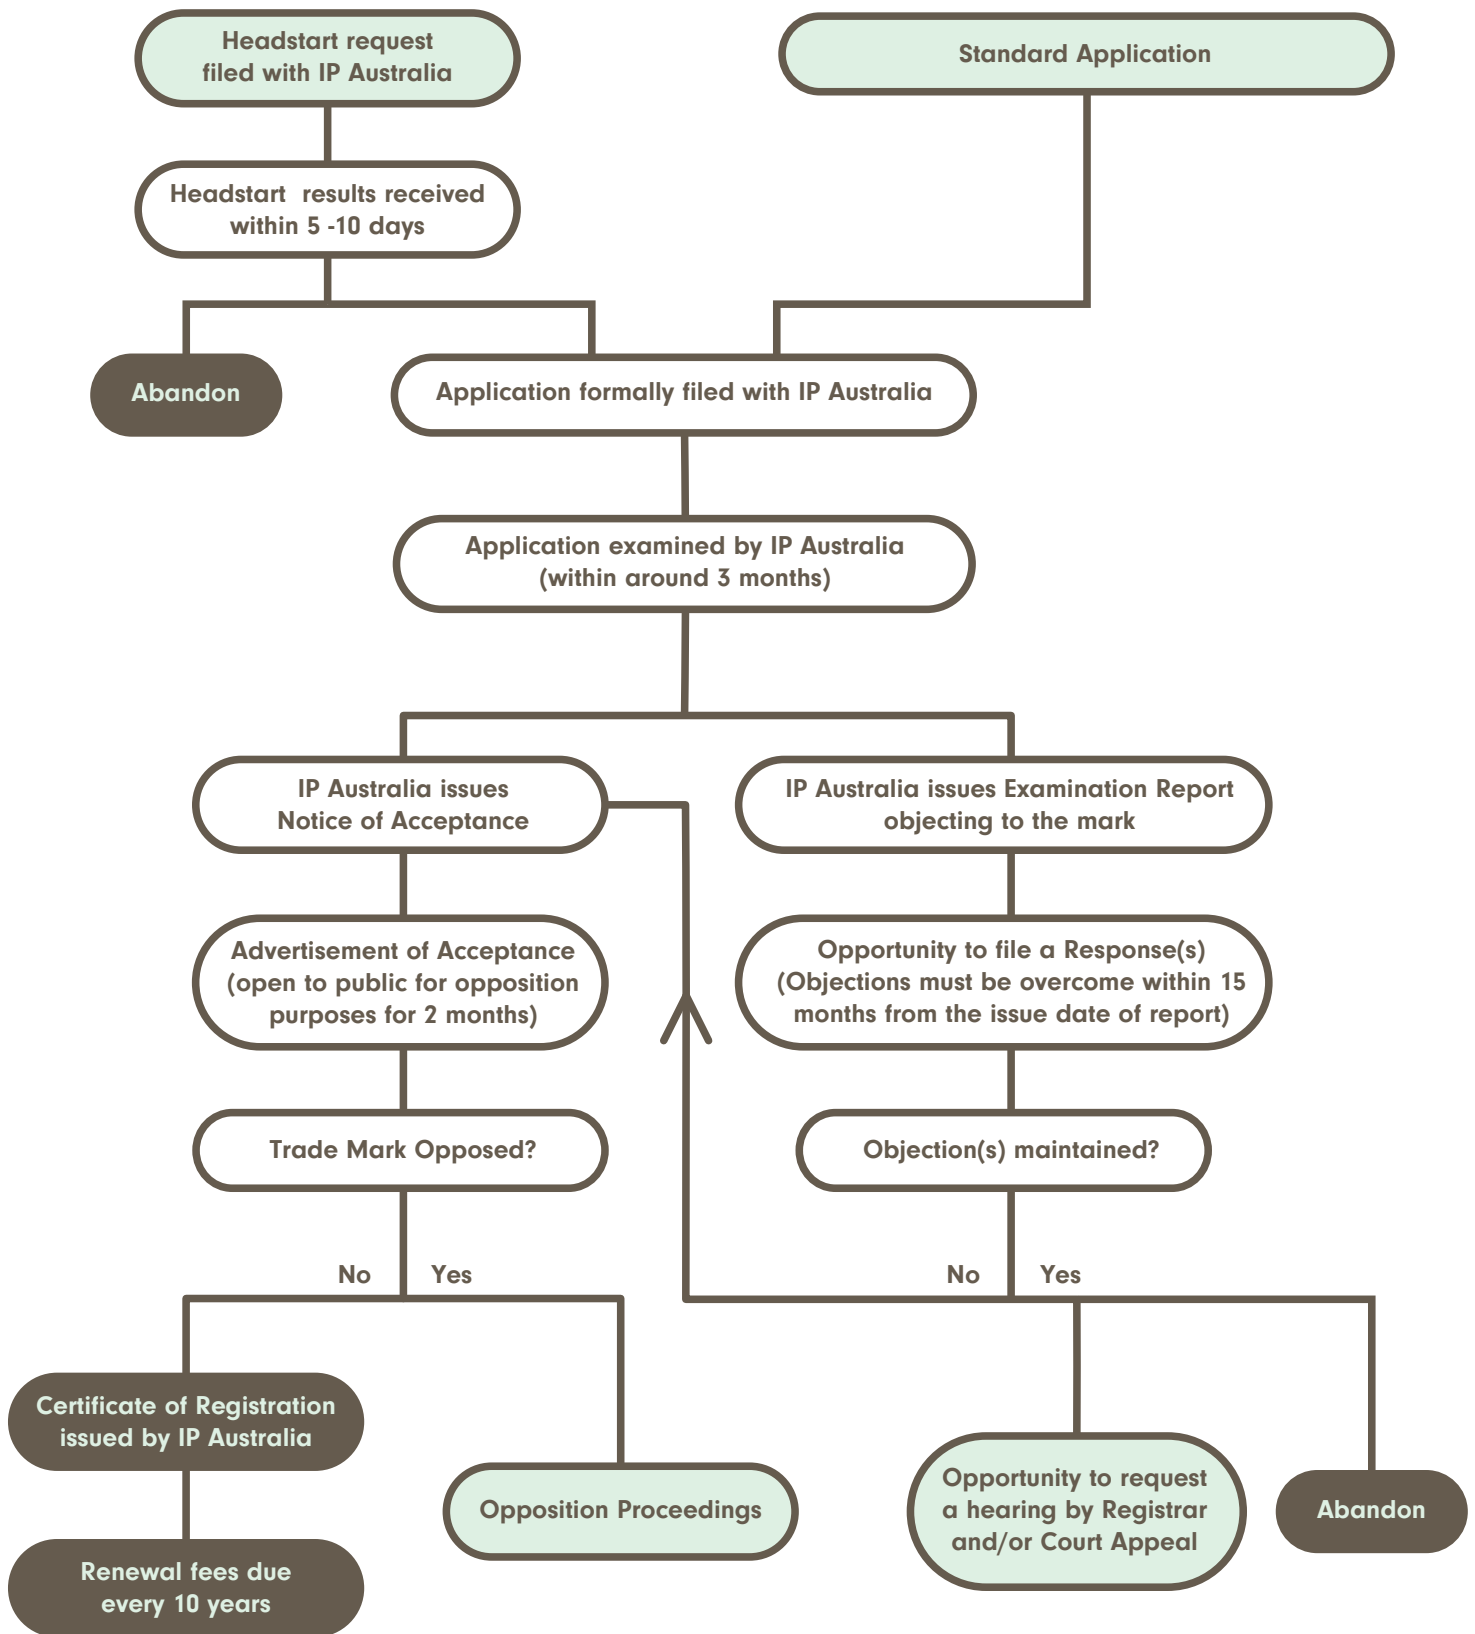 Headstart request
filed with IP Australia
Standard Application
Headstart results received
within 5 -10 days
Abandon
Application formally filed with IP Australia
Application examined by IP Australia
(within around 3 months)
IP Australia issues
Notice of Acceptance
IP Australia issues Examination Report
objecting to the mark
Advertisement of Acceptance
(open to public for opposition
purposes for 2 months)
Opportunity to file a Response(s)
(Objections must be overcome within 15
months from the issue date of report)
Trade Mark Opposed?
Objection(s) maintained?
No Yes
No Yes
Certificate of Registration
issued by IP Australia
Opposition Proceedings
Opportunity to request
a hearing by Registrar
and/or Court Appeal
Abandon
Renewal fees due
every 10 years